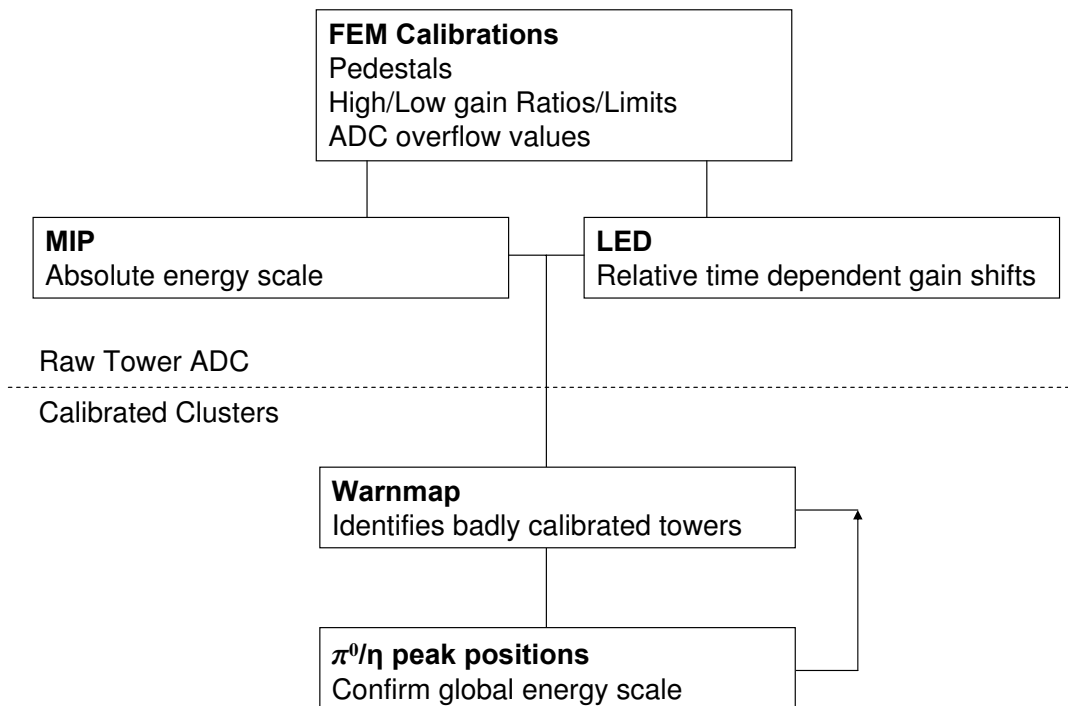 FEM Calibrations
Pedestals
High/Low gain Ratios/Limits
ADC overflow values
MIP
Absolute energy scale
LED
Relative time dependent gain shifts
Raw Tower ADC
Calibrated Clusters
Warnmap
Identifies badly calibrated towers
π⁰/η peak positions
Confirm global energy scale